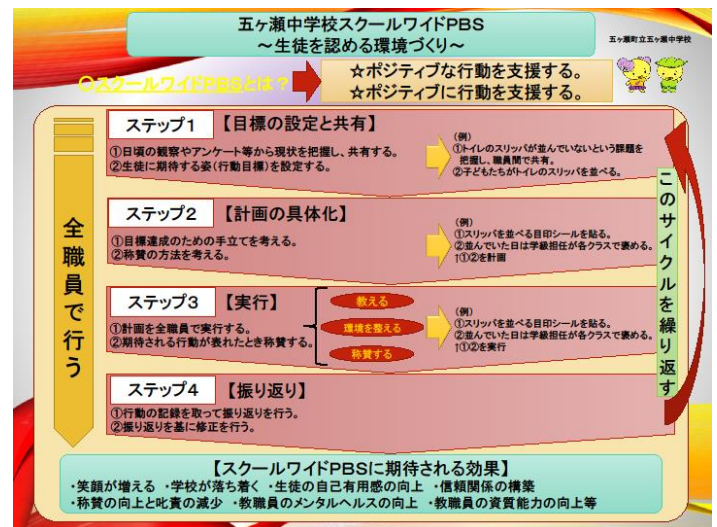 五ヶ瀬中学校スクールワイドPBS
～生徒を認める環境づくり～
五ヶ瀬町立五ヶ瀬中学校
○スクールワイドPBSとは？
☆ポジティブな行動を支援する。
☆ポジティブに行動を支援する。
全職員で行う
ステップ１
【目標の設定と共有】
①日頃の観察やアンケート等から現状を把握し、共有する。
②生徒に期待する姿（行動目標）を設定する。
（例）
①トイレのスリッパが並んでいないという課題を
把握し、職員間で共有。
②子どもたちがトイレのスリッパを並べる。
ステップ２
【計画の具体化】
①目標達成のための手立てを考える。
②称賛の方法を考える。
（例）
①スリッパを並べる目印シールを貼る。
②並んでいた日は学級担任が各クラスで褒める。
↑①②を計画
ステップ３
【実行】
①計画を全職員で実行する。
②期待される行動が表れたとき称賛する。
教える
環境を整える
称賛する
（例）
①スリッパを並べる目印シールを貼る。
②並んでいた日は学級担任が各クラスで褒める。
↑①②を実行
ステップ４
【振り返り】
①行動の記録を取って振り返りを行う。
②振り返りを基に修正を行う。
このサイクルを繰り返す
【スクールワイドPBSに期待される効果】
・笑顔が増える ・学校が落ち着く ・生徒の自己有用感の向上 ・信頼関係の構築
・称賛の向上と叱責の減少 ・教職員のメンタルヘルスの向上 ・教職員の資質能力の向上等